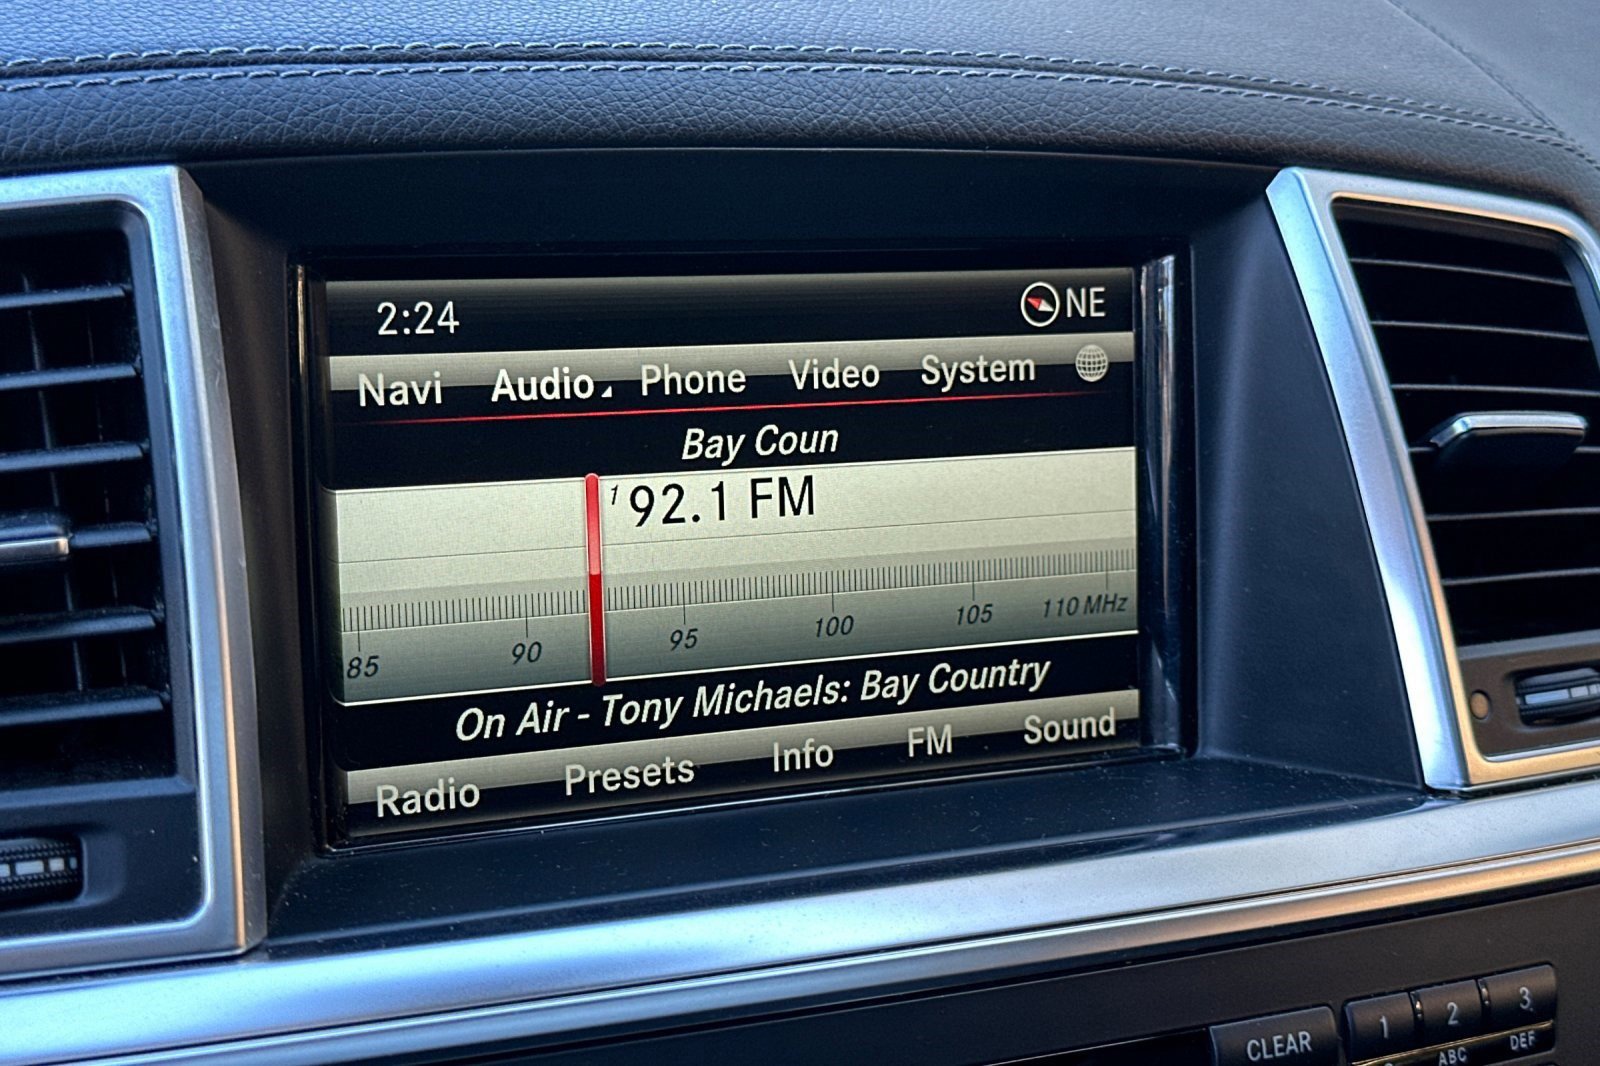 2:24
NE
Navi Audio Phone Video System
Bay Coun
1 92.1 FM
85 90 95 100 105 110 MHz
On Air - Tony Michaels: Bay Country
Radio Presets Info FM Sound
CLEAR 1 2 3
ABC DEF